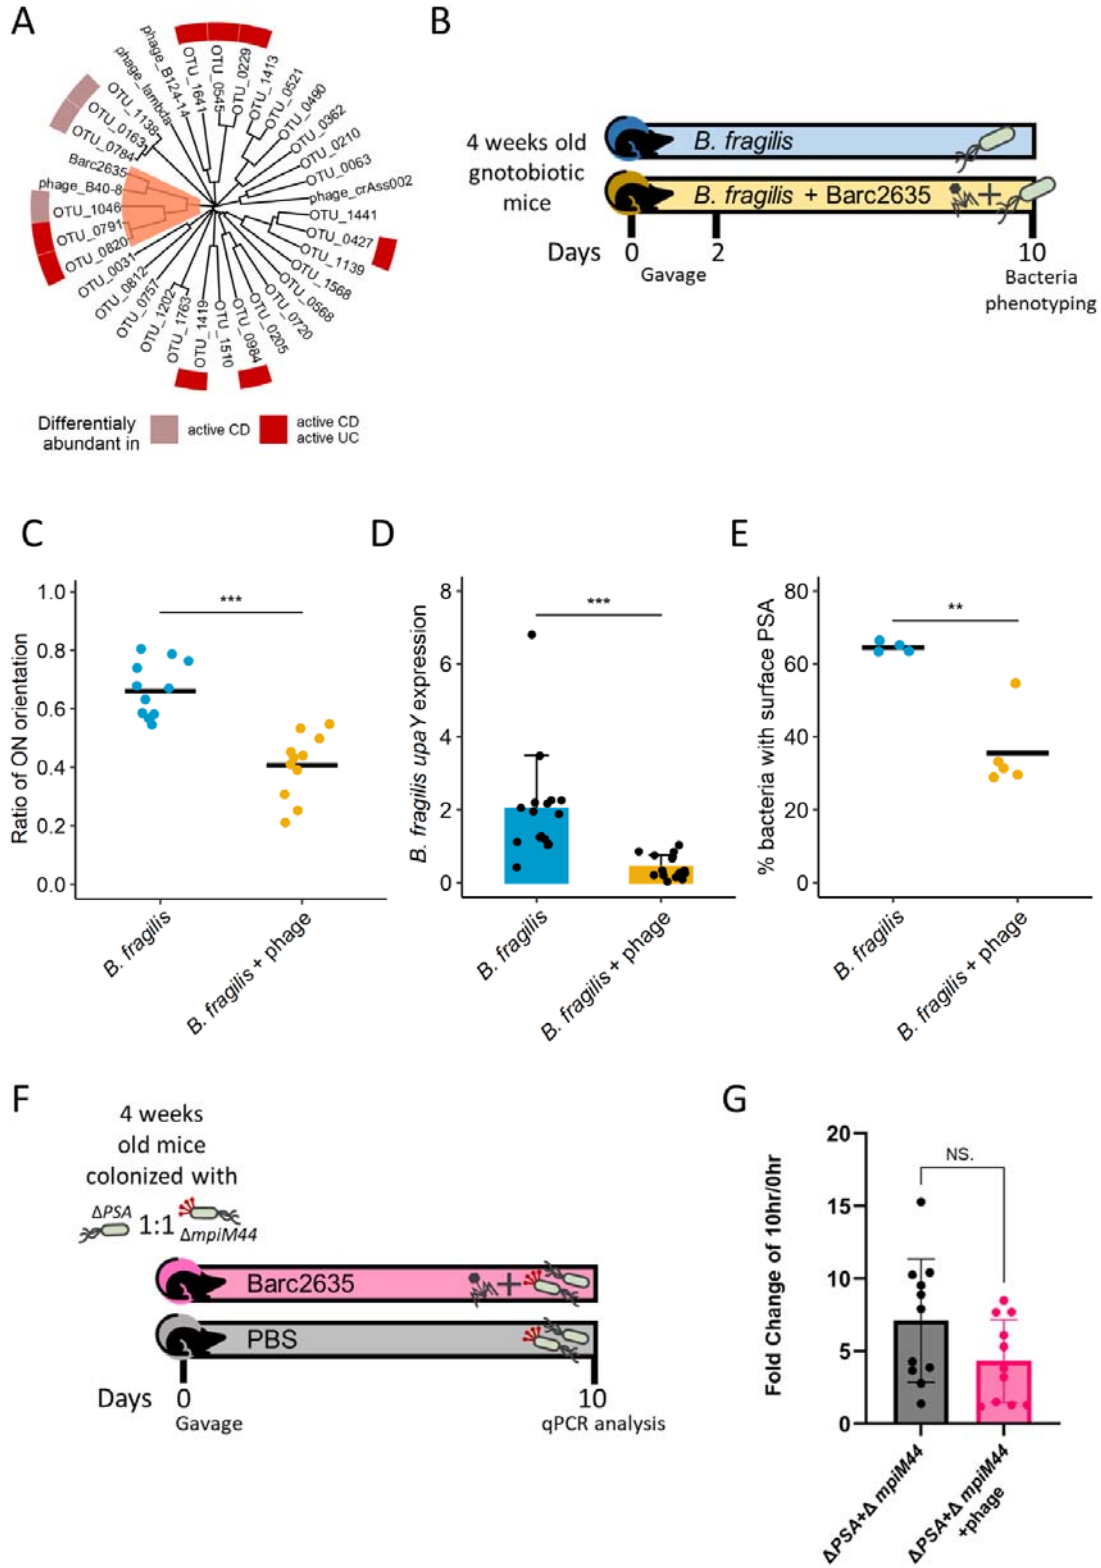 A
phage_lambda
phage_B124-14
OTU_1641
OTU_0545
OTU_0229
OTU_1413
OTU_0521
OTU_0490
OTU_0362
OTU_0210
OTU_0063
phage_crAss002
OTU_1441
OTU_0427
OTU_1139
OTU_1568
OTU_0568
OTU_0720
OTU_0205
OTU_0984
OTU_1510
OTU_1419
OTU_1763
OTU_1202
OTU_0757
OTU_0812
OTU_0031
OTU_0820
OTU_0791
OTU_1046
phage_B40-8
Barc2635
OTU_0784
OTU_0163
OTU_1138
Differentialy
abundant in
active CD
active CD
active UC
B
4 weeks old
gnotobiotic
mice
B. fragilis
B. fragilis + Barc2635
Days 0 2 10
Gavage
Bacteria
phenotyping
C
Ratio of ON orientation
1.0
0.8
0.6
0.4
0.2
0.0
***
B. fragilis
B. fragilis + phage
D
B. fragilis upaY expression
8
6
4
2
0
***
B. fragilis
B. fragilis + phage
E
% bacteria with surface PSA
80
60
40
20
0
**
B. fragilis
B. fragilis + phage
F
4 weeks
old mice
colonized with
ΔPSA 1:1 ΔmpiM44
Barc2635
PBS
Days 0 10
Gavage qPCR analysis
G
Fold Change of 10hr/0hr
20
15
10
5
0
NS.
ΔPSA+Δ mpiM44
ΔPSA+Δ mpiM44
+phage